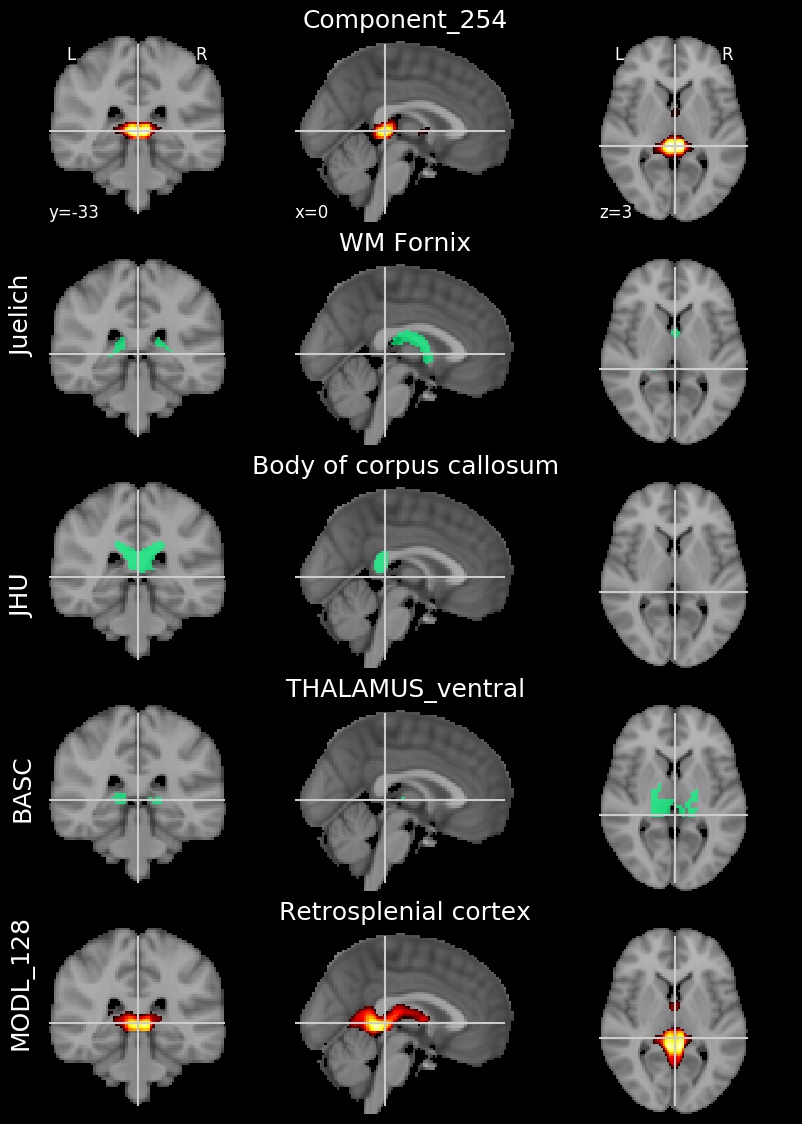 Component_254
L R L R
y=-33 x=0 z=3
WM Fornix
Juelich
Body of corpus callosum
JHU
THALAMUS_ventral
BASC
Retrosplenial cortex
MODL_128